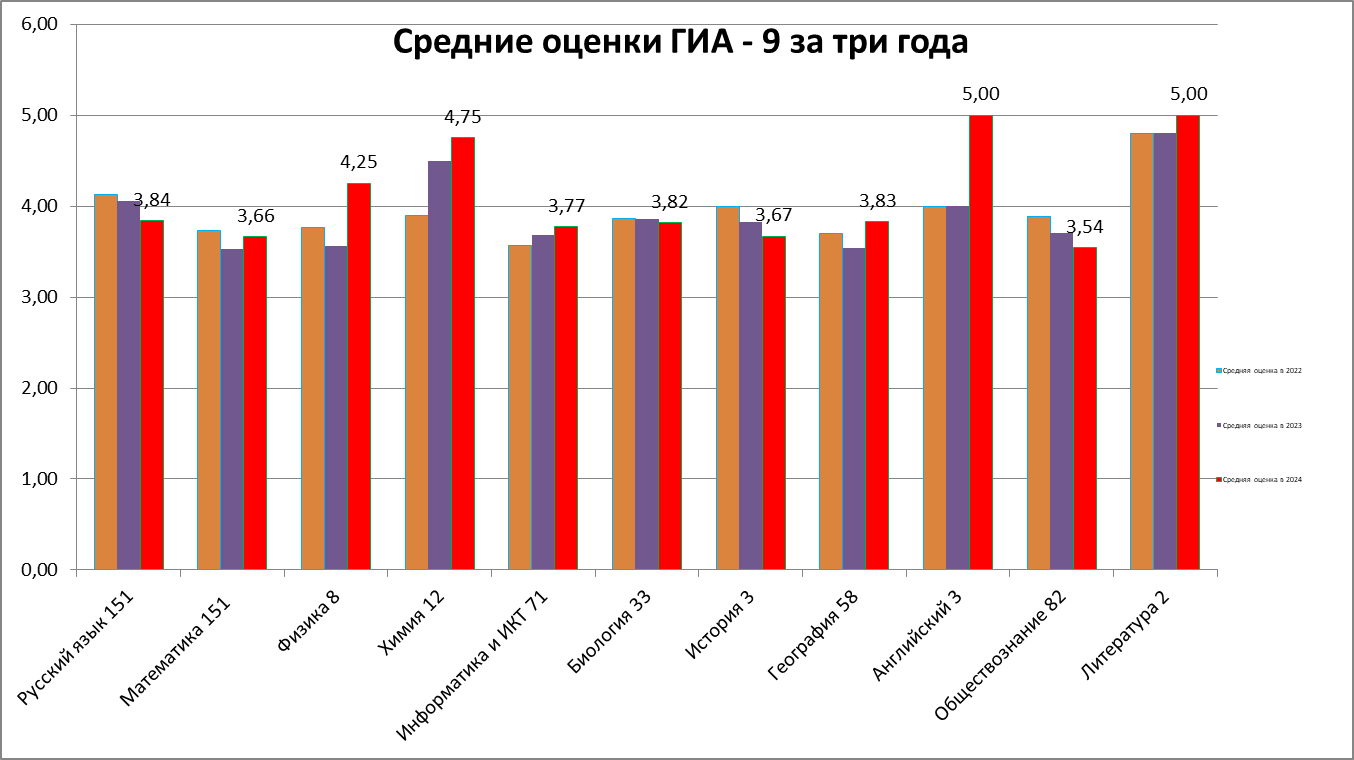 Средние оценки ГИА - 9 за три года
6,00
5,00
4,00
3,00
2,00
1,00
0,00
3,84
3,66
4,25
4,75
3,77
3,82
3,67
3,83
5,00
3,54
5,00
Русский язык 151
Математика 151
Физика 8
Химия 12
Информатика и ИКТ 71
Биология 33
История 3
География 58
Английский 3
Обществознание 82
Литература 2
Средняя оценка в 2022
Средняя оценка в 2023
Средняя оценка в 2024